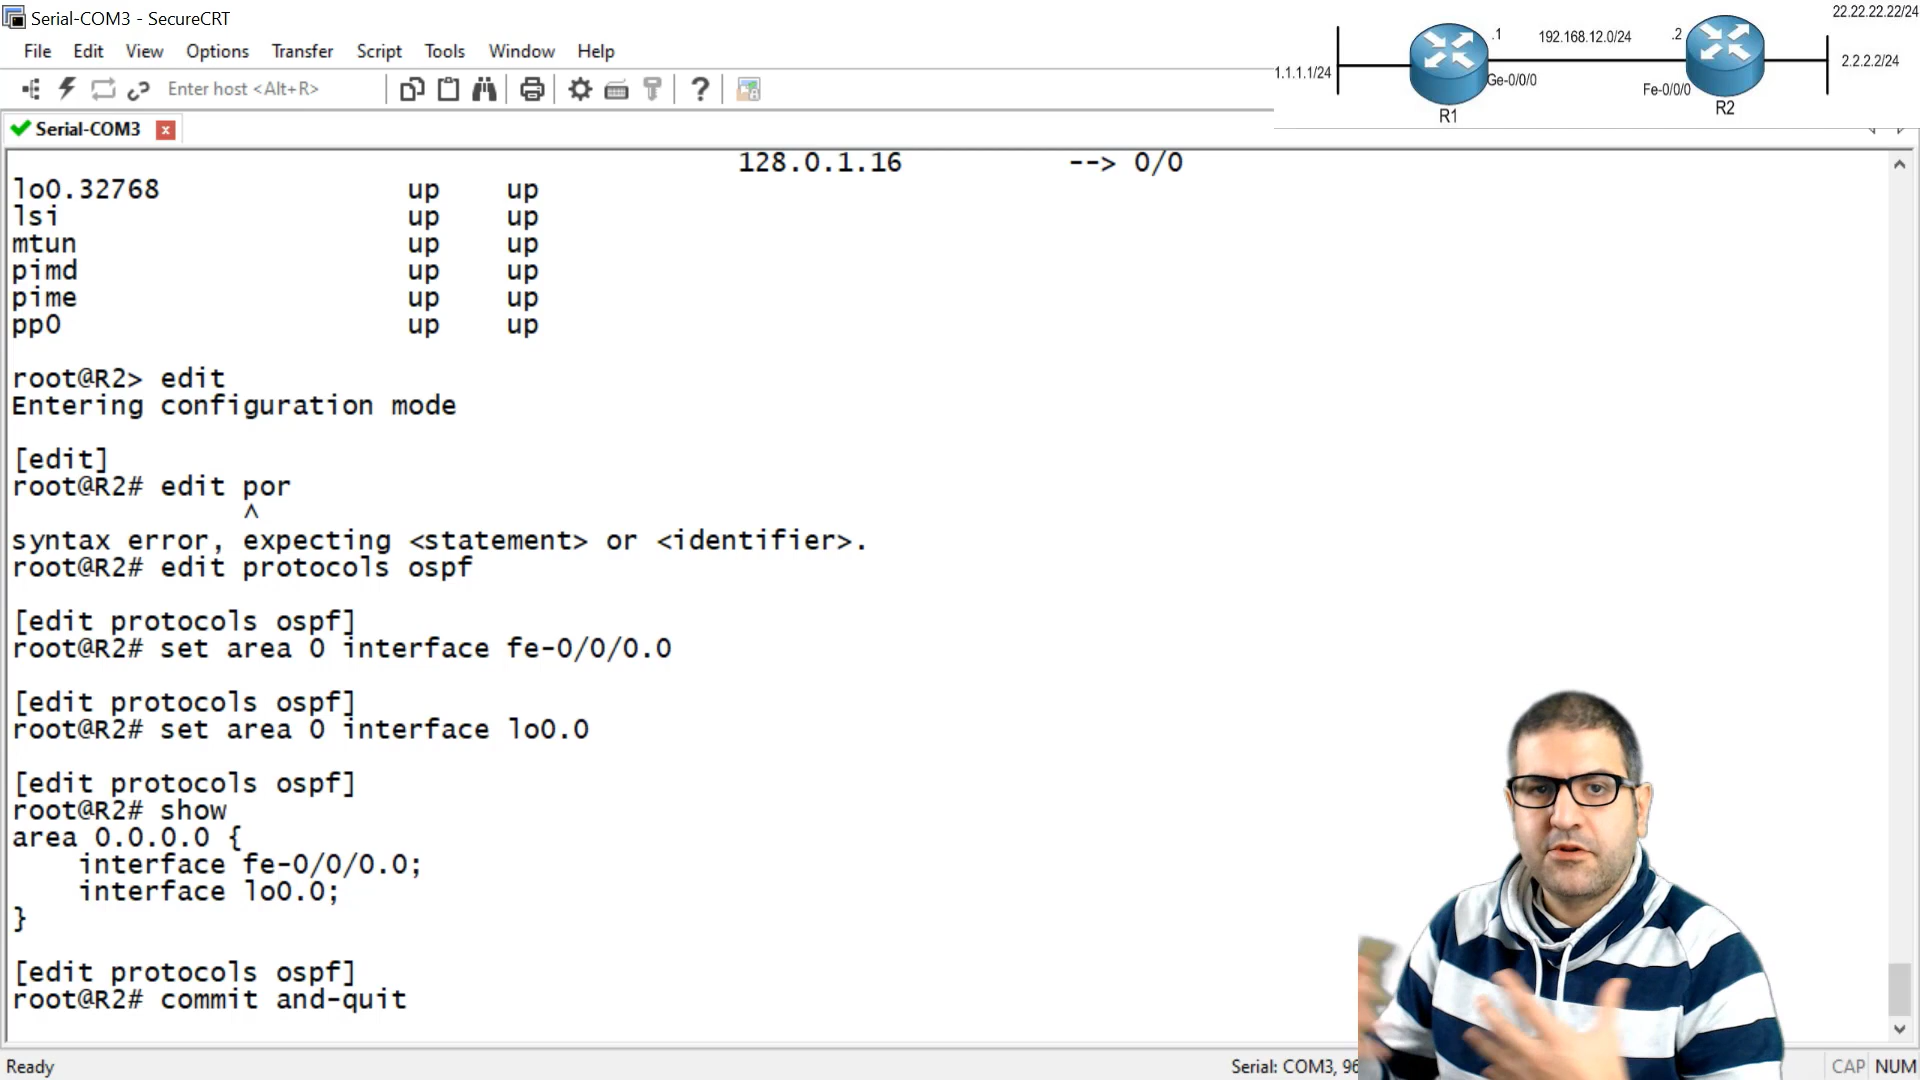 Serial-COM3 - SecureCRT
File Edit View Options Transfer Script Tools Window Help
Enter host <Alt+R>
Serial-COM3
22.22.22.22/24
.1 192.168.12.0/24 .2
1.1.1.1/24
2.2.2.2/24
Ge-0/0/0
Fe-0/0/0
R1
R2
128.0.1.16 --> 0/0
lo0.32768 up up
lsi up up
mtun up up
pimd up up
pime up up
pp0 up up
root@R2> edit
Entering configuration mode
[edit]
root@R2# edit por
^
syntax error, expecting <statement> or <identifier>.
root@R2# edit protocols ospf
[edit protocols ospf]
root@R2# set area 0 interface fe-0/0/0.0
[edit protocols ospf]
root@R2# set area 0 interface lo0.0
[edit protocols ospf]
root@R2# show
area 0.0.0.0 {
interface fe-0/0/0.0;
interface lo0.0;
}
[edit protocols ospf]
root@R2# commit and-quit
Ready
Serial: COM3, 96
CAP NUM